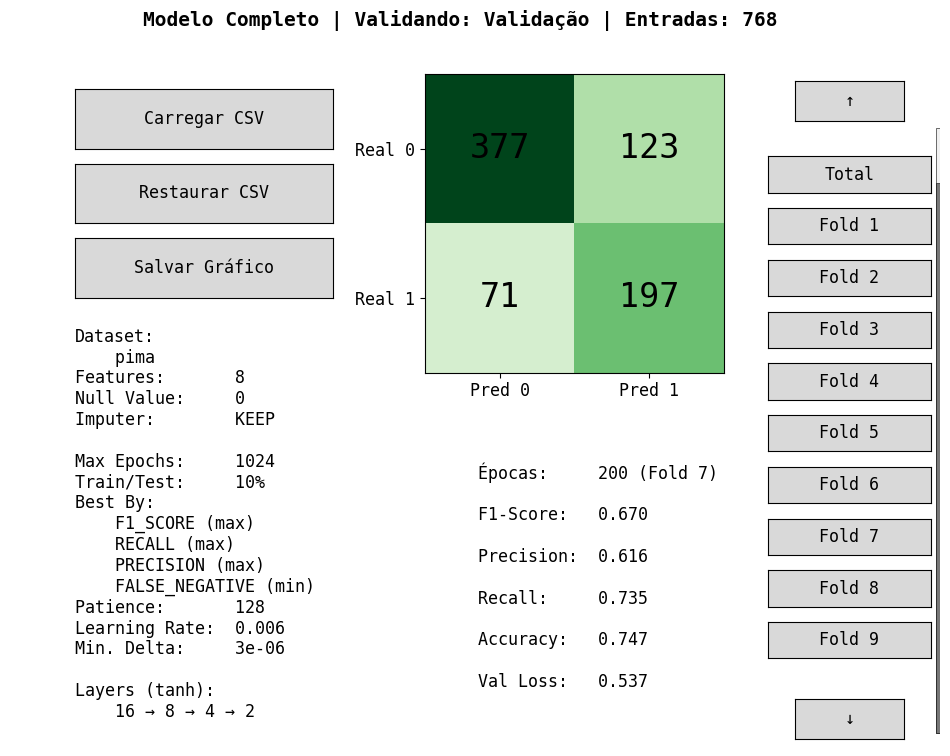 Modelo Completo | Validando: Validação | Entradas: 768
Carregar CSV
Restaurar CSV
Salvar Gráfico
Dataset:
pima
Features: 8
Null Value: 0
Imputer: KEEP
Max Epochs: 1024
Train/Test: 10%
Best By:
F1_SCORE (max)
RECALL (max)
PRECISION (max)
FALSE_NEGATIVE (min)
Patience: 128
Learning Rate: 0.006
Min. Delta: 3e-06
Layers (tanh):
16 → 8 → 4 → 2
Real 0 377 123
Real 1 71 197
Pred 0 Pred 1
Épocas: 200 (Fold 7)
F1-Score: 0.670
Precision: 0.616
Recall: 0.735
Accuracy: 0.747
Val Loss: 0.537
↑
Total
Fold 1
Fold 2
Fold 3
Fold 4
Fold 5
Fold 6
Fold 7
Fold 8
Fold 9
↓